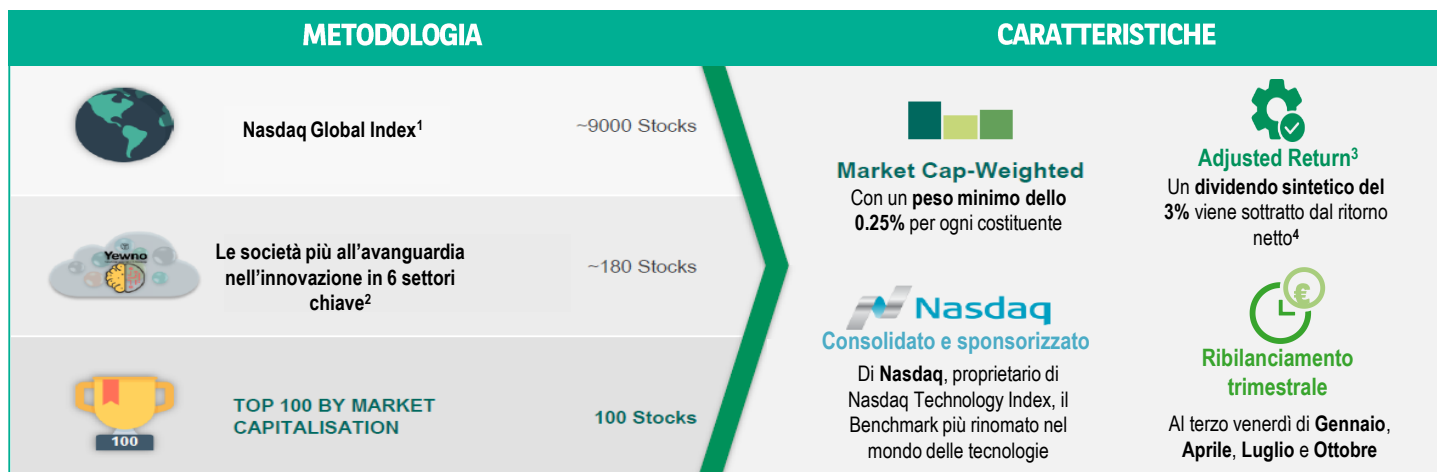 METODOLOGIA
Nasdaq Global Index¹
~9000 Stocks
Yewno
Le società più all'avanguardia
nell'innovazione in 6 settori
chiave²
~180 Stocks
100
TOP 100 BY MARKET
CAPITALISATION
100 Stocks
CARATTERISTICHE
Market Cap-Weighted
Con un peso minimo dello
0.25% per ogni costituente
Adjusted Return³
Un dividendo sintetico del
3% viene sottratto dal ritorno
netto⁴
Nasdaq
Consolidato e sponsorizzato
Di Nasdaq, proprietario di
Nasdaq Technology Index, il
Benchmark più rinomato nel
mondo delle tecnologie
€
Ribilanciamento
trimestrale
Al terzo venerdì di Gennaio,
Aprile, Luglio e Ottobre